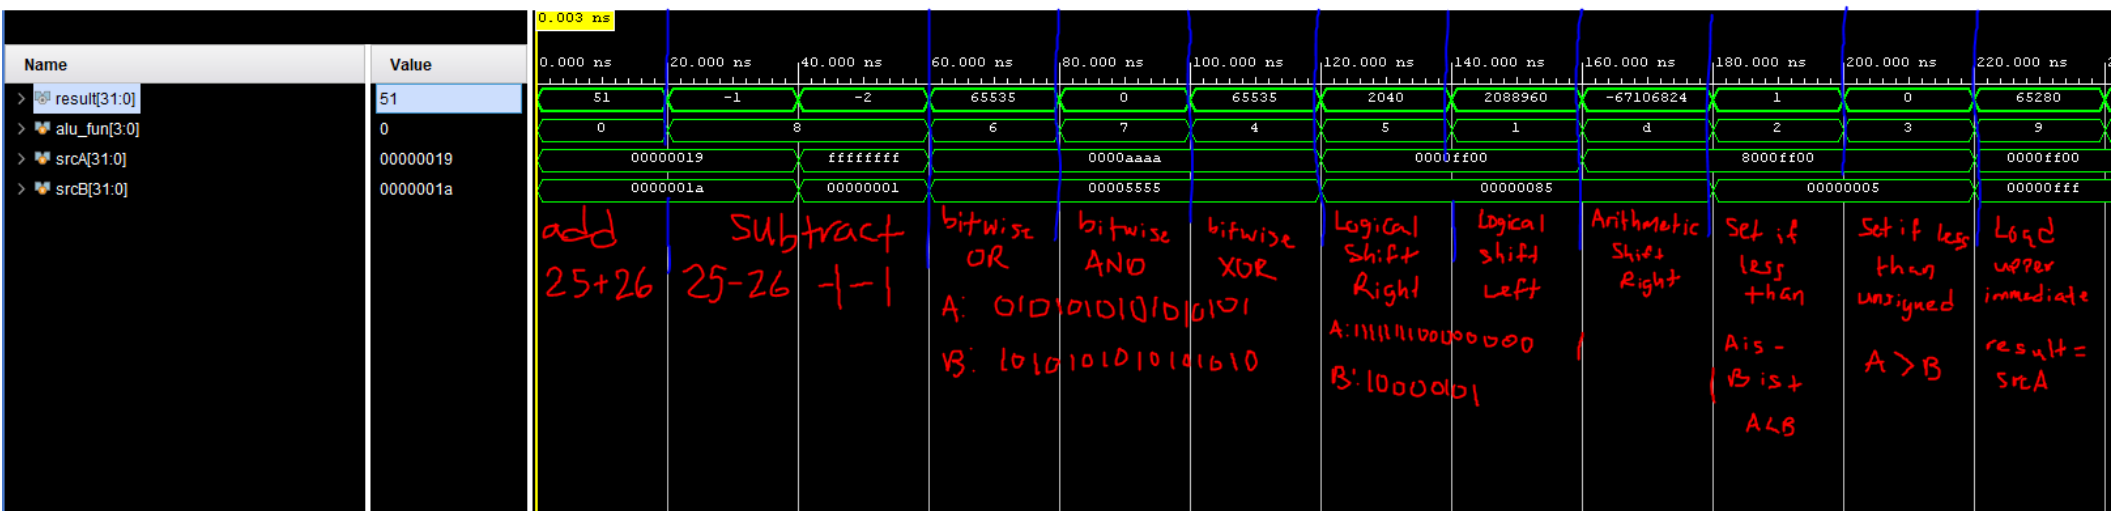 0.003 ns
Name Value
0.000 ns 20.000 ns 40.000 ns 60.000 ns 80.000 ns 100.000 ns 120.000 ns 140.000 ns 160.000 ns 180.000 ns 200.000 ns 220.000 ns
result[31:0] 51 51 -1 -2 65535 0 65535 2040 2088960 -67106824 1 0 65280
alu_fun[3:0] 0 0 8 6 7 4 5 1 d 2 3 9
srcA[31:0] 00000019 00000019 ffffffff 0000aaaa 0000ff00 8000ff00 0000ff00
srcB[31:0] 0000001a 0000001a 00000001 00005555 00000085 00000005 00000fff
add
25+26
subtract
25-26 -1-1
bitwise
OR
bitwise
AND
bitwise
XOR
A: 0101010101010101
B: 1010101010101010
Logical
Shift
Right
Logical
shift
Left
A:1111111100000000
B:10000101
Arithmetic
Shift
Right
Set if
less
than
A is -
B is +
A<B
Set if less
than
unsigned
A>B
Load
upper
immediate
result=
srcA